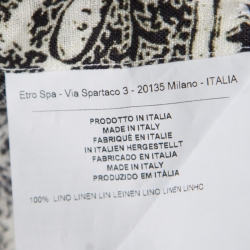 Etro Spa - Via Spartaco 3 - 20135 Milano - ITALIA
PRODOTTO IN ITALIA
MADE IN ITALY
FABRIQUÉ EN ITALIE
IN ITALIEN HERGESTELLT
FABRICADO EN ITALIA
MADE IN ITALY
PRODUZIDO EM ITÁLIA
100% LINO LINEN LIN LEINEN LINO LINEN LINHO